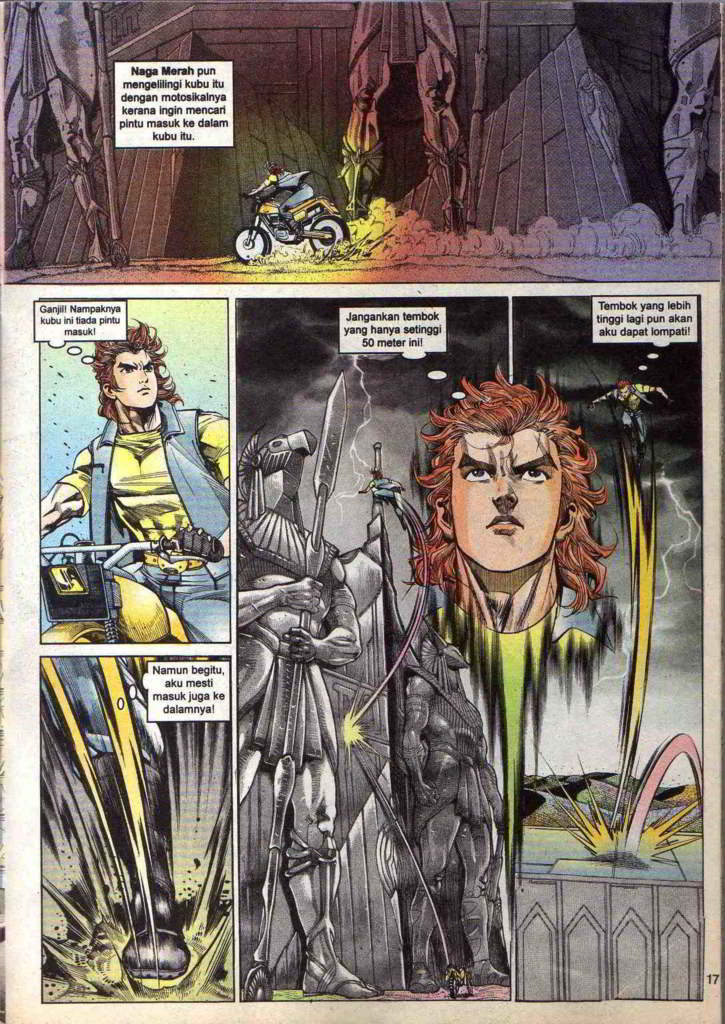 Naga Merah pun
mengelilingi kubu itu
dengan motosikalnya
kerana ingin mencari
pintu masuk ke dalam
kubu itu.
Ganjil! Nampaknya
kubu ini tiada pintu
masuk!
Namun begitu,
aku mesti
masuk juga ke
dalamnya!
Jangankan tembok
yang hanya setinggi
50 meter ini!
Tembok yang lebih
tinggi lagi pun akan
aku dapat lompati!
17